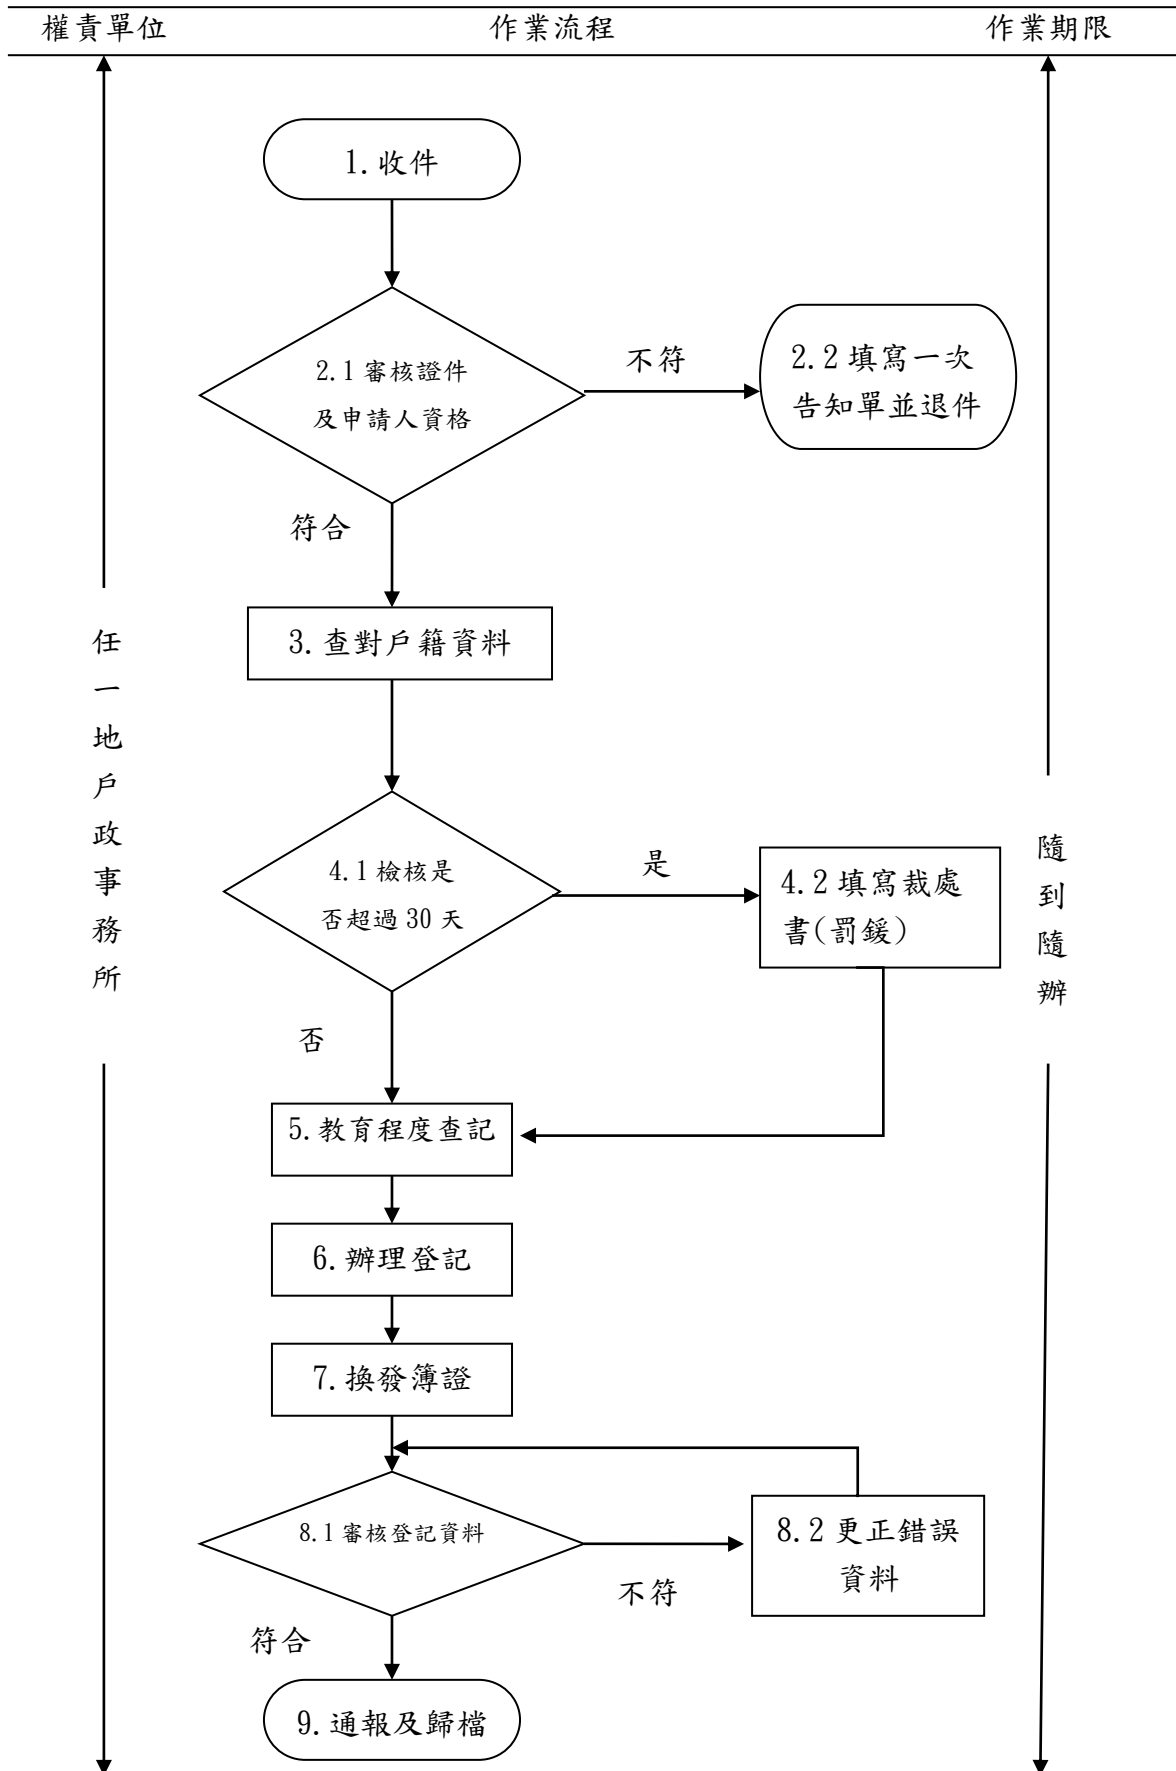 權責單位 作業流程 作業期限
1.收件
2.1 審核證件
及申請人資格
不符
2.2 填寫一次
告知單並退件
符合
3.查對戶籍資料
任一地戶政事務所
4.1 檢核是
否超過 30 天
是
4.2 填寫裁處
書(罰鍰)
隨到隨辦
否
5.教育程度查記
6.辦理登記
7.換發簿證
8.1 審核登記資料
不符
8.2 更正錯誤
資料
符合
9.通報及歸檔